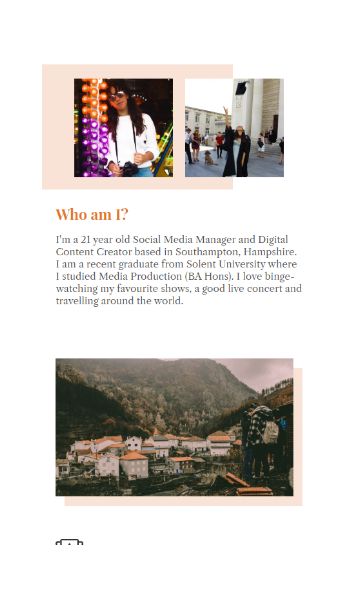 Who am I?
I'm a 21 year old Social Media Manager and Digital
Content Creator based in Southampton, Hampshire.
I am a recent graduate from Solent University where
I studied Media Production (BA Hons). I love binge-
watching my favourite shows, a good live concert and
travelling around the world.